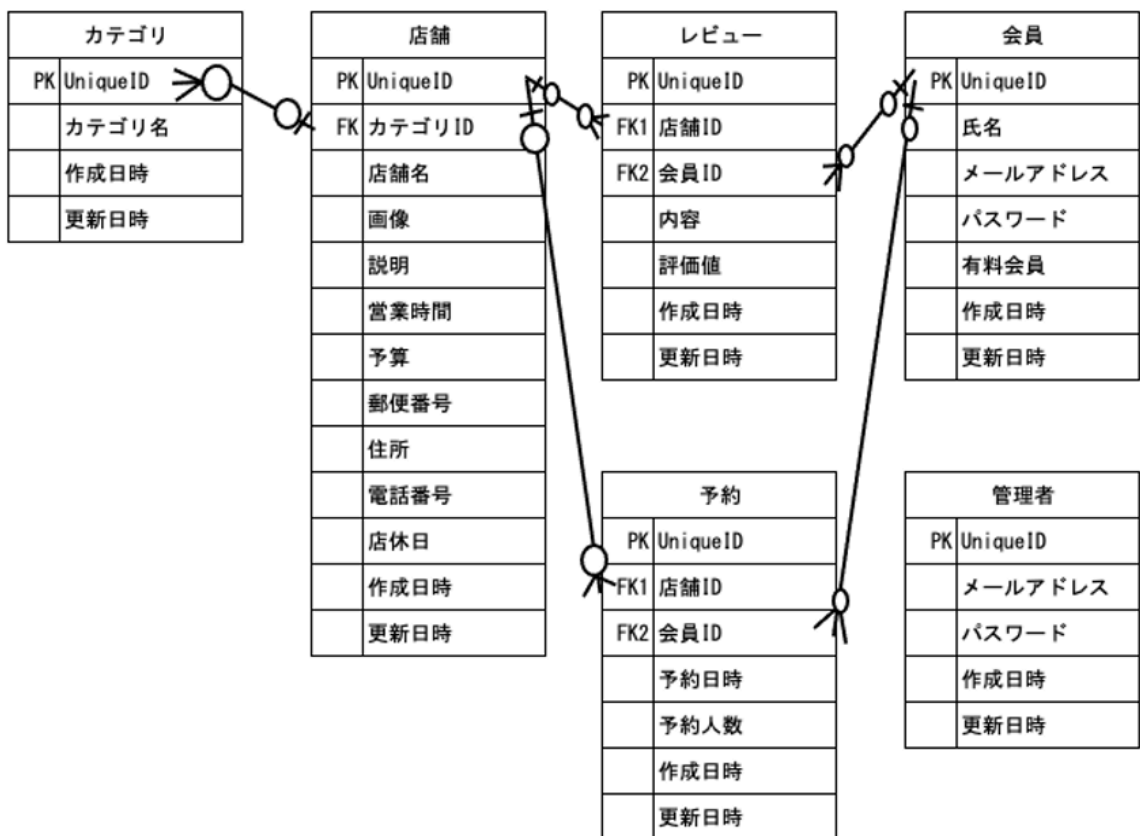 カテゴリ
PK UniqueID
カテゴリ名
作成日時
更新日時
店舗
PK UniqueID
FK カテゴリID
店舗名
画像
説明
営業時間
予算
郵便番号
住所
電話番号
店休日
作成日時
更新日時
レビュー
PK UniqueID
FK1 店舗ID
FK2 会員ID
内容
評価値
作成日時
更新日時
会員
PK UniqueID
氏名
メールアドレス
パスワード
有料会員
作成日時
更新日時
予約
PK UniqueID
FK1 店舗ID
FK2 会員ID
予約日時
予約人数
作成日時
更新日時
管理者
PK UniqueID
メールアドレス
パスワード
作成日時
更新日時